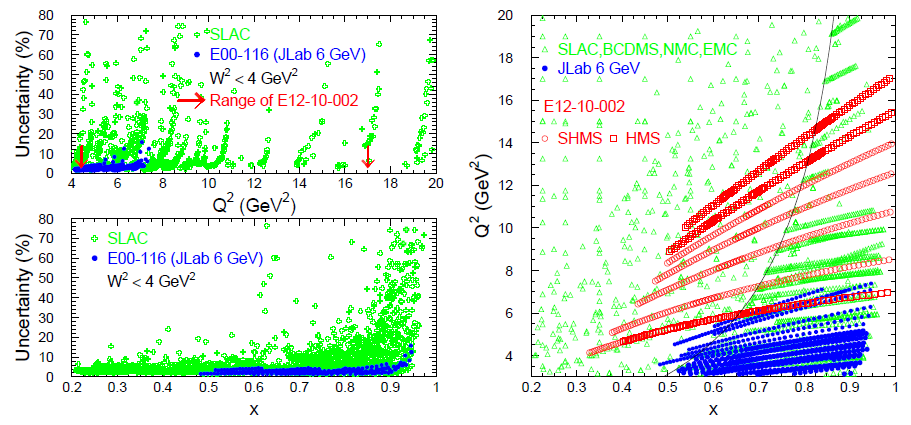 Uncertainty (%)
80
70
60
50
40
30
20
10
0
SLAC
E00-116 (JLab 6 GeV)
W² < 4 GeV²
Range of E12-10-002
4 6 8 10 12 14 16 18 20
Q² (GeV²)
Uncertainty (%)
80
70
60
50
40
30
20
10
0
SLAC
E00-116 (JLab 6 GeV)
W² < 4 GeV²
0.2 0.3 0.4 0.5 0.6 0.7 0.8 0.9 1
x
Q² (GeV²)
20
18
16
14
12
10
8
6
4
SLAC,BCDMS,NMC,EMC
JLab 6 GeV
E12-10-002
SHMS HMS
0.2 0.3 0.4 0.5 0.6 0.7 0.8 0.9 1
x